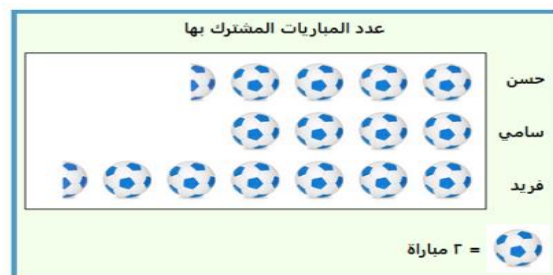 عدد المباريات المشترك بها
حسن
سامي
فريد
= ٢ مباراة